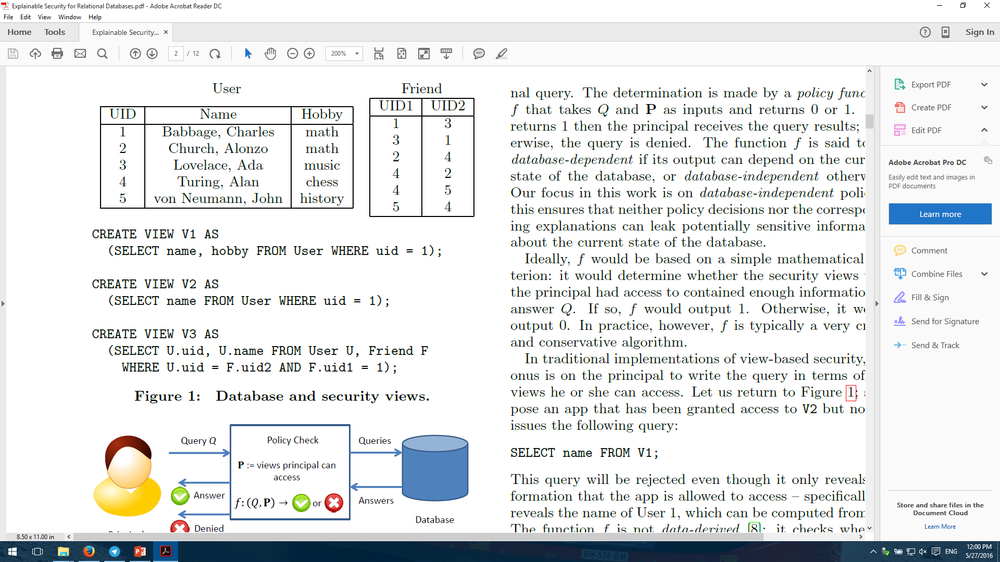 Explainable Security for Relational Databases.pdf - Adobe Acrobat Reader DC
File Edit View Window Help
Home Tools Explainable Security... × Sign In
2 / 12 200%
User
UID Name Hobby
1 Babbage, Charles math
2 Church, Alonzo math
3 Lovelace, Ada music
4 Turing, Alan chess
5 von Neumann, John history
Friend
UID1 UID2
1 3
3 1
2 4
4 2
4 5
5 4
CREATE VIEW V1 AS
(SELECT name, hobby FROM User WHERE uid = 1);
CREATE VIEW V2 AS
(SELECT name FROM User WHERE uid = 1);
CREATE VIEW V3 AS
(SELECT U.uid, U.name FROM User U, Friend F
WHERE U.uid = F.uid2 AND F.uid1 = 1);
Figure 1: Database and security views.
Query Q
Policy Check
P := views principal can
access
f:(Q,P) → or
Queries
Answers
Answer
Denied
Database
nal query. The determination is made by a policy func
f that takes Q and P as inputs and returns 0 or 1.
returns 1 then the principal receives the query results;
erwise, the query is denied. The function f is said to
database-dependent if its output can depend on the cur
state of the database, or database-independent otherw
Our focus in this work is on database-independent poli
this ensures that neither policy decisions nor the correspo
ing explanations can leak potentially sensitive informa
about the current state of the database.
Ideally, f would be based on a simple mathematical
terion: it would determine whether the security views
the principal had access to contained enough informatio
answer Q. If so, f would output 1. Otherwise, it wo
output 0. In practice, however, f is typically a very cr
and conservative algorithm.
In traditional implementations of view-based security,
onus is on the principal to write the query in terms of
views he or she can access. Let us return to Figure 1; s
pose an app that has been granted access to V2 but no
issues the following query:
SELECT name FROM V1;
This query will be rejected even though it only reveals
formation that the app is allowed to access – specificall
reveals the name of User 1, which can be computed from
The function f is not data-derived [8]: it checks whe
8.50 x 11.00 in
Export PDF
Create PDF
Edit PDF
Adobe Acrobat Pro DC
Easily edit text and images in
PDF documents
Learn more
Comment
Combine Files
Fill & Sign
Send for Signature
Send & Track
Store and share files in the
Document Cloud
Learn More
BH-528-BM
ENG
12:00 PM
5/27/2016